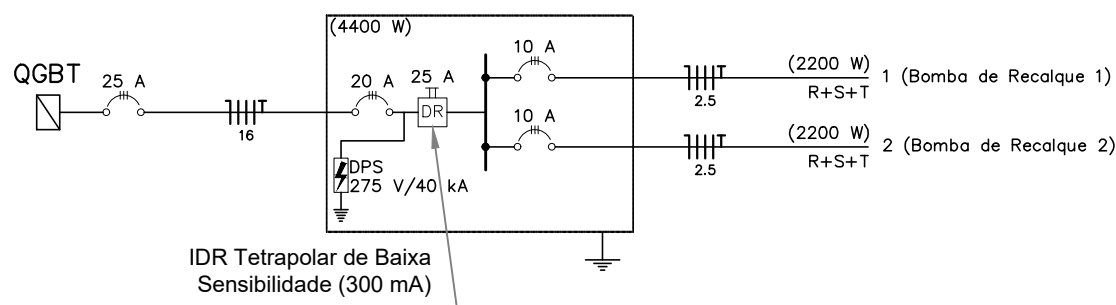 (4400 W)
QGBT
25 A
16
20 A
25 A
DR
DPS
275 V/40 kA
10 A
2.5
(2200 W)
R+S+T
1 (Bomba de Recalque 1)
10 A
2.5
(2200 W)
R+S+T
2 (Bomba de Recalque 2)
IDR Tetrapolar de Baixa
Sensibilidade (300 mA)